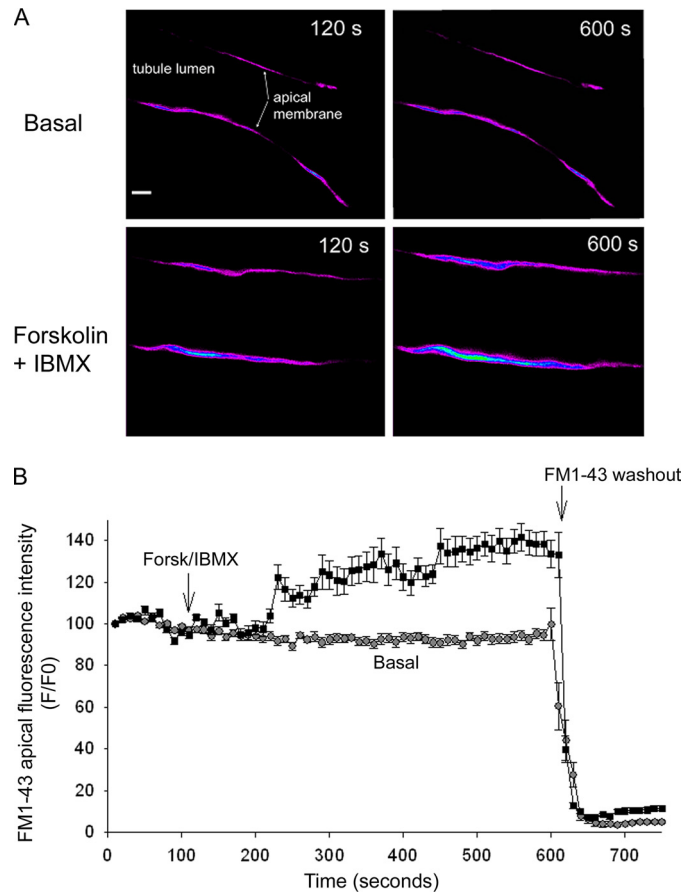 A
120 s
600 s
tubule lumen
apical
membrane
Basal
120 s
600 s
Forskolin
+ IBMX
B
FM1-43 washout
Forsk/IBMX
Basal
FM1-43 apical fluorescence intensity
(F/F0)
140
120
100
80
60
40
20
0
0 100 200 300 400 500 600 700
Time (seconds)